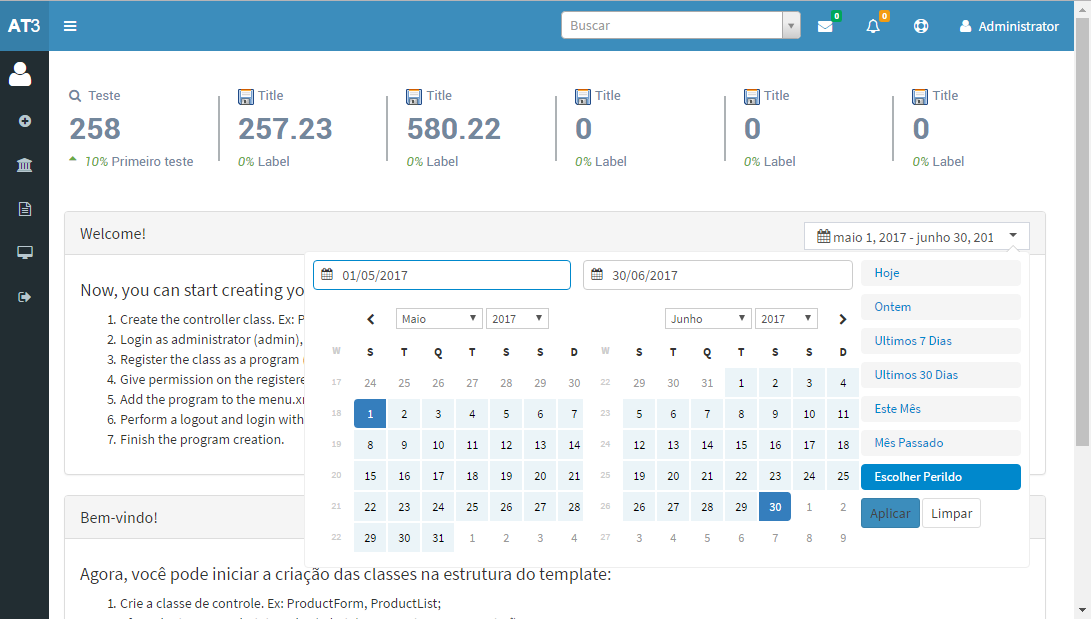 AT3
Buscar
0
0
Administrator
Teste
258
10% Primeiro teste
Title
257.23
0% Label
Title
580.22
0% Label
Title
0
0% Label
Title
0
0% Label
Title
0
0% Label
Welcome!
maio 1, 2017 - junho 30, 201
Now, you can start creating yo
1. Create the controller class. Ex: P
2. Login as administrator (admin),
3. Register the class as a program
4. Give permission on the registere
5. Add the program to the menu.x
6. Perform a logout and login with
7. Finish the program creation.
01/05/2017
30/06/2017
Maio 2017
W S T Q T S S D
17 24 25 26 27 28 29 30
18 1 2 3 4 5 6 7
19 8 9 10 11 12 13 14
20 15 16 17 18 19 20 21
21 22 23 24 25 26 27 28
22 29 30 31 1 2 3 4
Junho 2017
W S T Q T S S D
22 29 30 31 1 2 3 4
23 5 6 7 8 9 10 11
24 12 13 14 15 16 17 18
25 19 20 21 22 23 24 25
26 26 27 28 29 30 1 2
27 3 4 5 6 7 8 9
Hoje
Ontem
Ultimos 7 Dias
Ultimos 30 Dias
Este Mês
Mês Passado
Escolher Perildo
Aplicar Limpar
Bem-vindo!
Agora, você pode iniciar a criação das classes na estrutura do template:
1. Crie a classe de controle. Ex: ProductForm, ProductList;